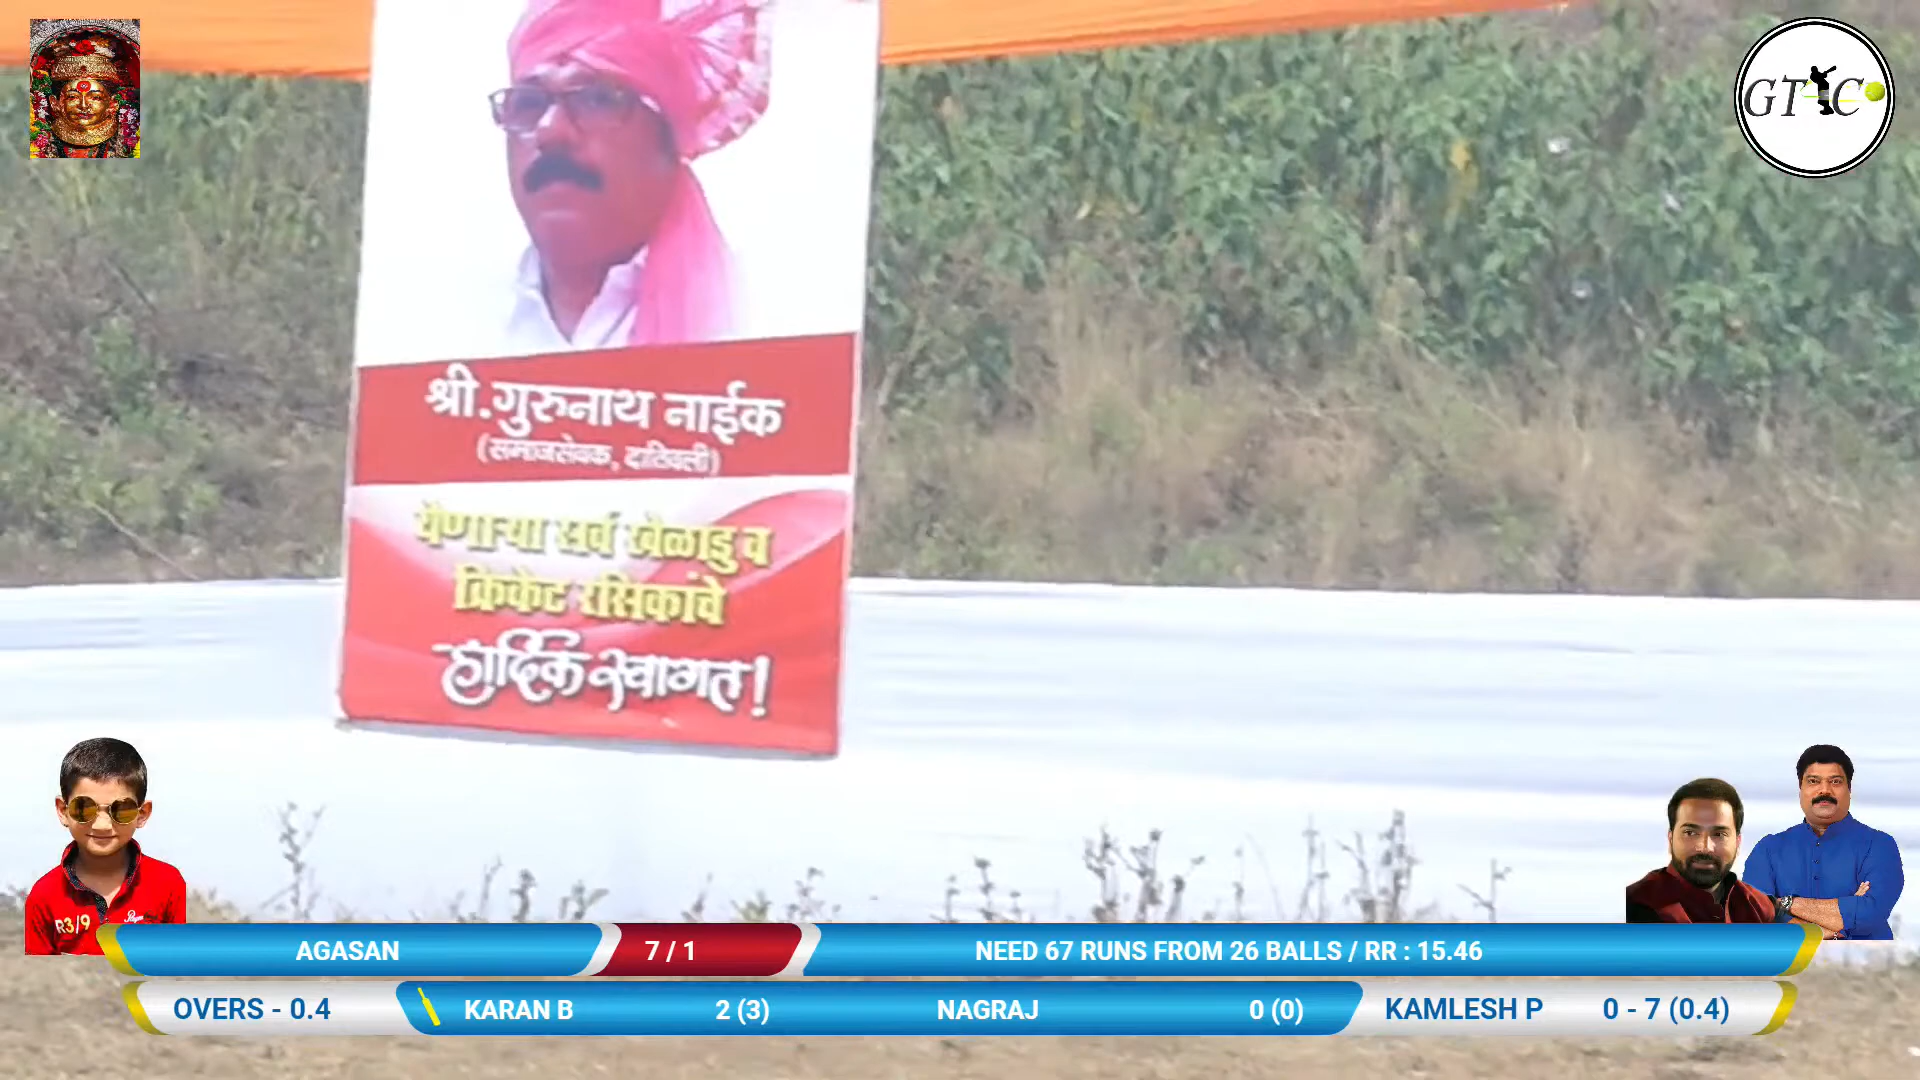 GTC
श्री.गुरुनाथ नाईक
(समाजसेवक, दातिवली)
येणाऱ्या सर्व खेळाडु व
क्रिकेट रसिकांचे
हार्दिक स्वागत!
R3/9
AGASAN 7 / 1 NEED 67 RUNS FROM 26 BALLS / RR : 15.46
OVERS - 0.4 KARAN B 2 (3) NAGRAJ 0 (0) KAMLESH P 0 - 7 (0.4)